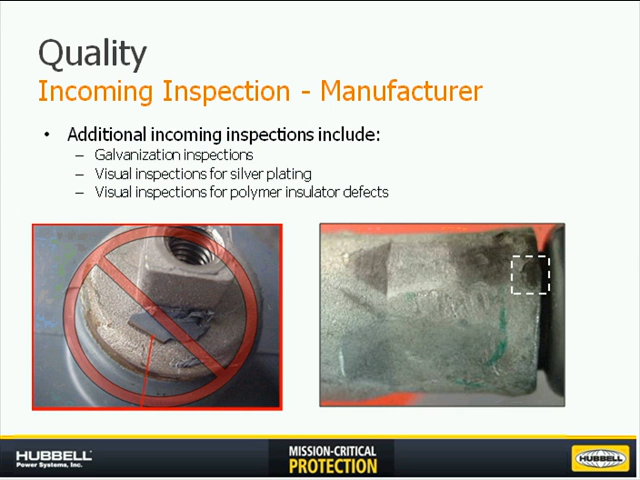 Quality
Incoming Inspection - Manufacturer
• Additional incoming inspections include:
– Galvanization inspections
– Visual inspections for silver plating
– Visual inspections for polymer insulator defects
HUBBELL
Power Systems, Inc.
MISSION-CRITICAL
PROTECTION
HUBBELL